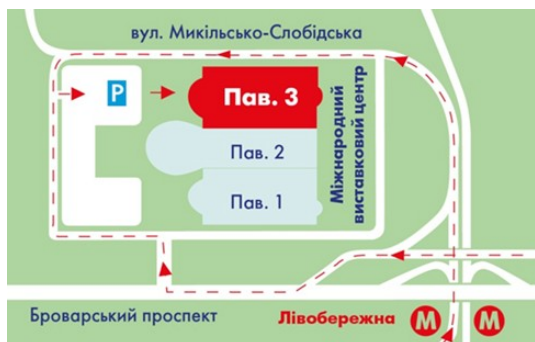 вул. Микільсько-Слобідська
P
Пав. 3
Пав. 2
Пав. 1
Міжнародний
виставковий центр
Броварський проспект
Лівобережна
М
М